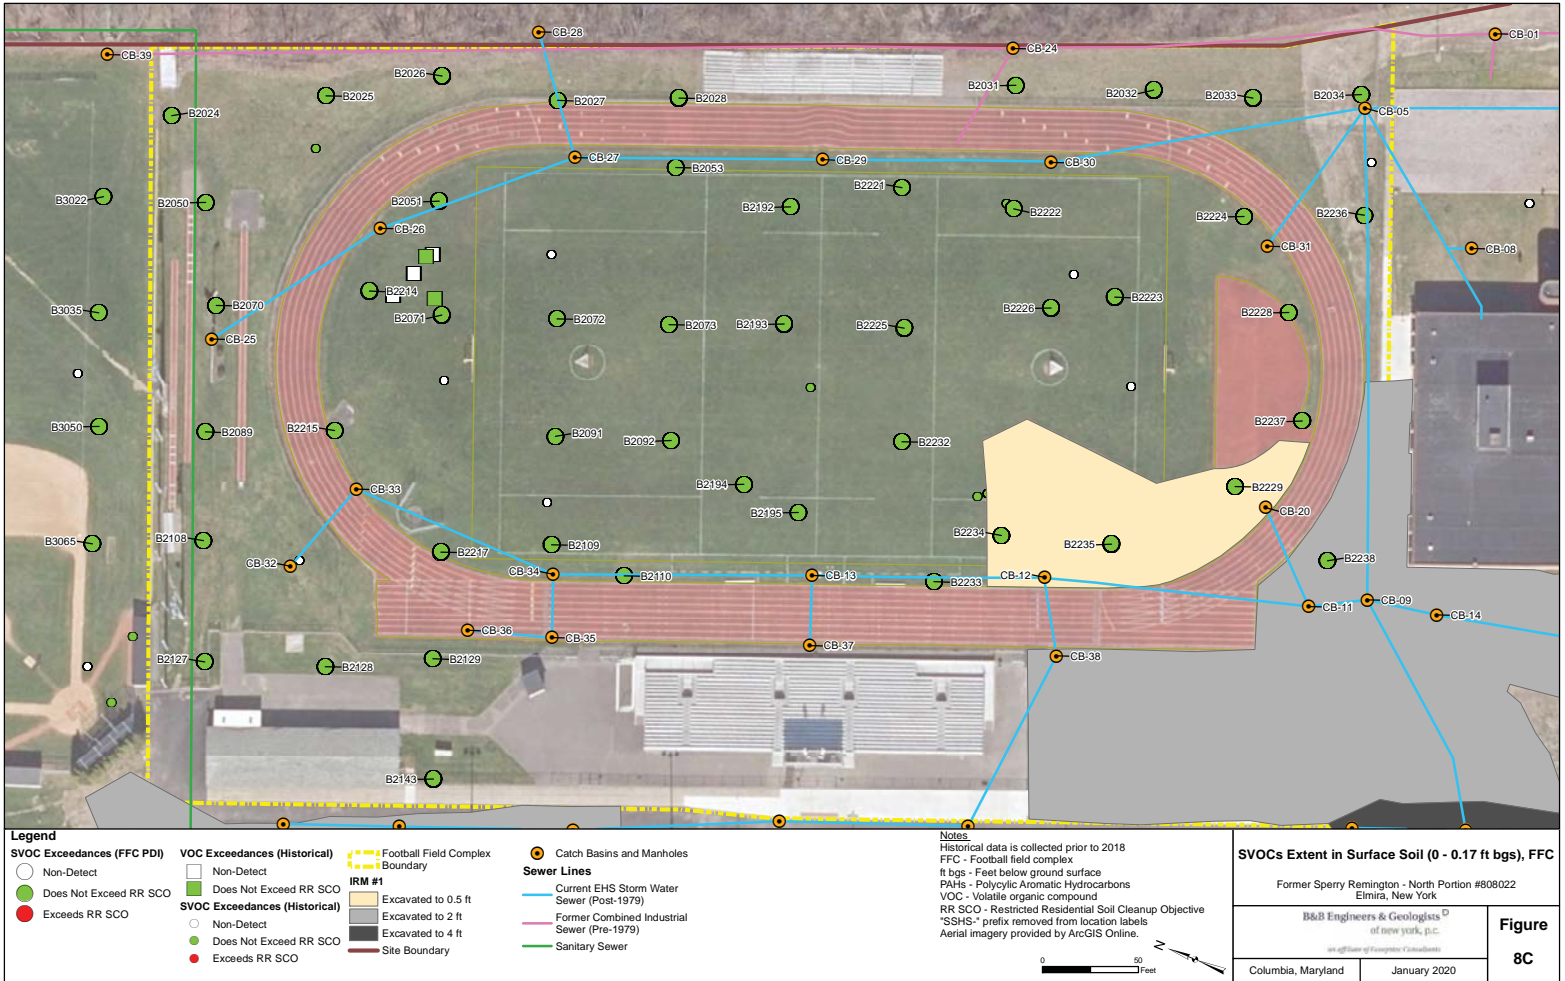 CB-28
CB-39
CB-24
CB-01
B2026
B2025
B2024
B2027
B2028
B2031
B2032
B2033
B2034
CB-05
CB-27
CB-29
CB-30
B2053
B3022
B2050
B2051
B2221
B2192
B2222
B2224
B2236
CB-26
CB-31
CB-08
B2214
B2223
B3035
B2070
B2071
B2072
B2073
B2193
B2225
B2226
B2228
CB-25
B3050
B2089
B2215
B2091
B2092
B2232
B2237
CB-33
B2194
B2229
B2195
CB-20
B3065
B2108
B2217
B2109
B2234
B2235
CB-32
CB-34
B2110
CB-13
B2233
CB-12
B2238
CB-11
CB-09
CB-14
CB-36
CB-35
CB-37
CB-38
B2127
B2128
B2129
B2143
Legend
SVOC Exceedances (FFC PDI)
Non-Detect
Does Not Exceed RR SCO
Exceeds RR SCO
VOC Exceedances (Historical)
Non-Detect
Does Not Exceed RR SCO
SVOC Exceedances (Historical)
Non-Detect
Does Not Exceed RR SCO
Exceeds RR SCO
Football Field Complex
Boundary
IRM #1
Excavated to 0.5 ft
Excavated to 2 ft
Excavated to 4 ft
Site Boundary
Catch Basins and Manholes
Sewer Lines
Current EHS Storm Water
Sewer (Post-1979)
Former Combined Industrial
Sewer (Pre-1979)
Sanitary Sewer
Notes
Historical data is collected prior to 2018
FFC - Football field complex
ft bgs - Feet below ground surface
PAHs - Polycylic Aromatic Hydrocarbons
VOC - Volatile organic compound
RR SCO - Restricted Residential Soil Cleanup Objective
"SSHS-" prefix removed from location labels
Aerial imagery provided by ArcGIS Online.
N
0 50
Feet
SVOCs Extent in Surface Soil (0 - 0.17 ft bgs), FFC
Former Sperry Remington - North Portion #808022
Elmira, New York
B&B Engineers & Geologists
of new york, p.c.
an affiliate of Geosyntec Consultants
Columbia, Maryland
January 2020
Figure
8C